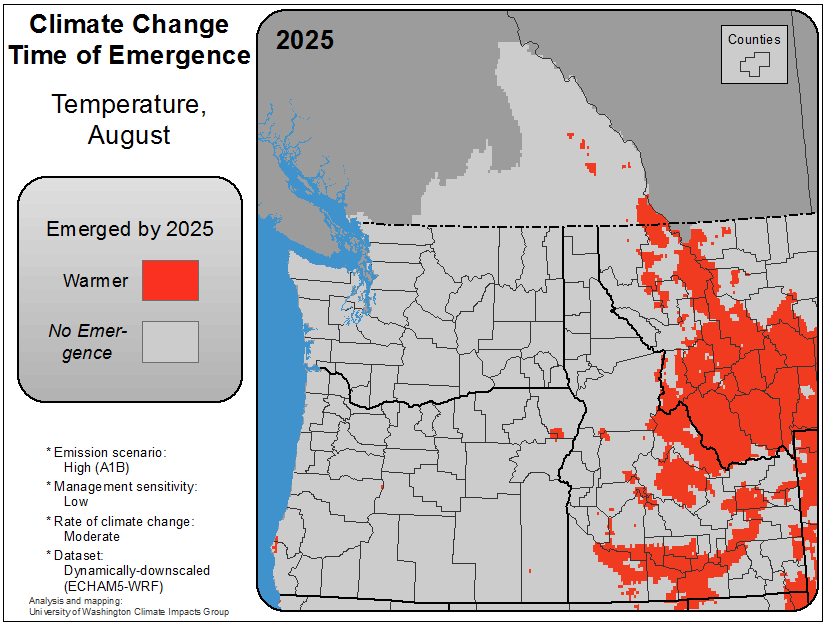 Climate Change
Time of Emergence
Temperature,
August
Emerged by 2025
Warmer
No Emer-
gence
* Emission scenario:
High (A1B)
* Management sensitivity:
Low
* Rate of climate change:
Moderate
* Dataset:
Dynamically-downscaled
(ECHAM5-WRF)
Analysis and mapping:
University of Washington Climate Impacts Group
2025
Counties